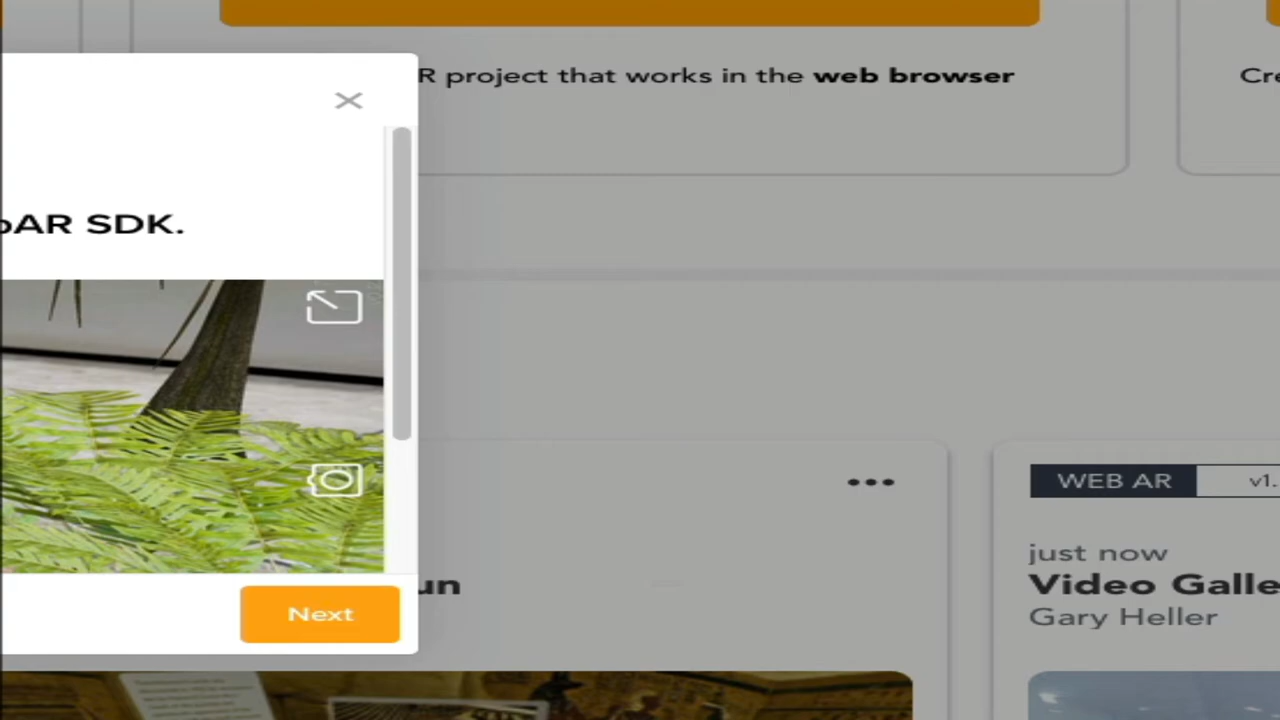 R project that works in the web browser
Cre
oAR SDK.
WEB AR
v1.
just now
un
Video Galle
Gary Heller
Next